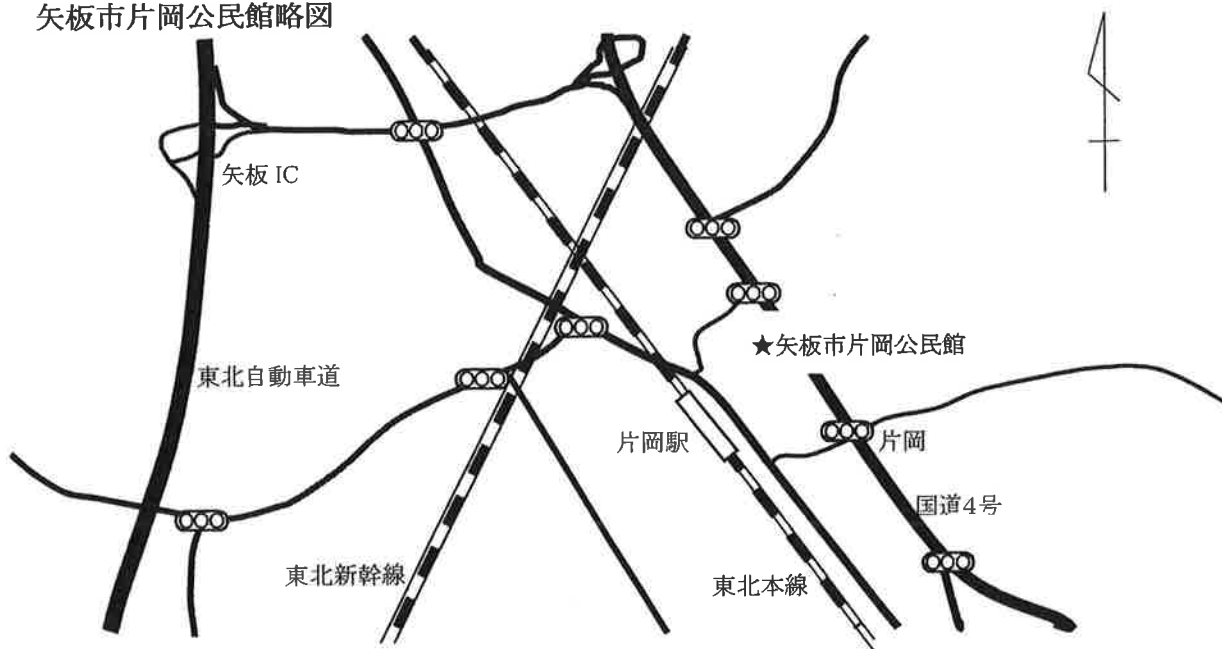 矢板市片岡公民館略図
矢板 IC
★矢板市片岡公民館
東北自動車道
片岡駅
片岡
国道4号
東北新幹線
東北本線